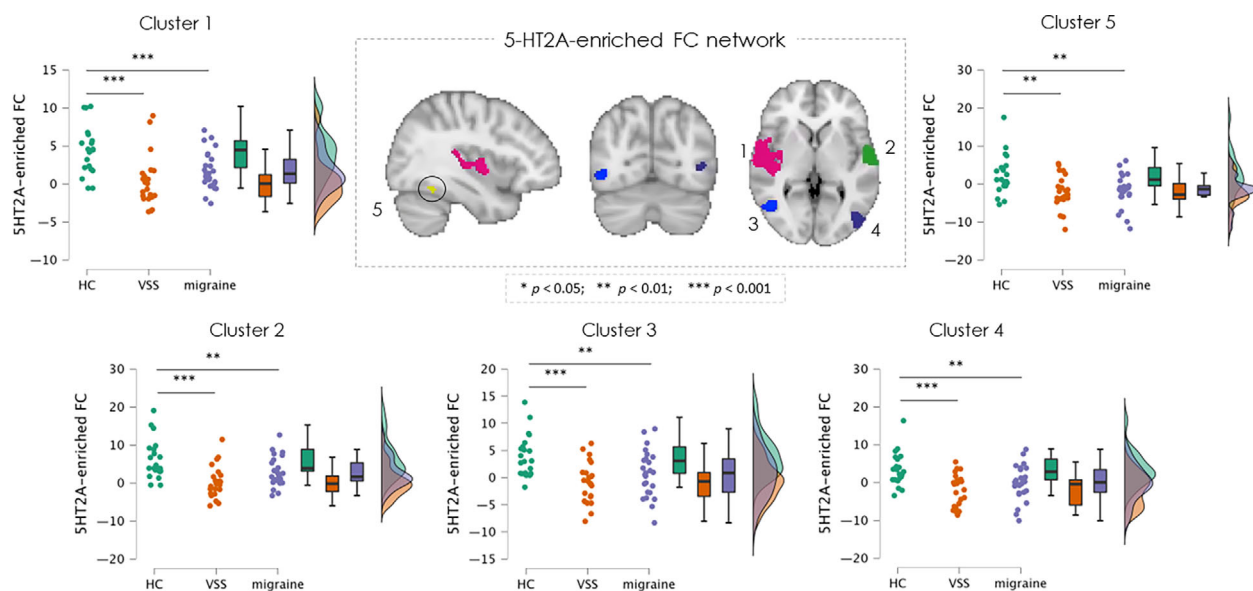 Cluster 1
5HT2A-enriched FC
15
10
5
0
−5
−10
***
***
HC VSS migraine
5-HT2A-enriched FC network
5
1
2
3
4
* p < 0.05; ** p < 0.01; *** p < 0.001
Cluster 5
5HT2A-enriched FC
30
20
10
0
−10
−20
**
**
HC VSS migraine
Cluster 2
5HT2A-enriched FC
30
20
10
0
−10
−20
**
***
HC VSS migraine
Cluster 3
5HT2A-enriched FC
20
15
10
5
0
−5
−10
−15
**
***
HC VSS migraine
Cluster 4
5HT2A-enriched FC
30
20
10
0
−10
−20
**
***
HC VSS migraine